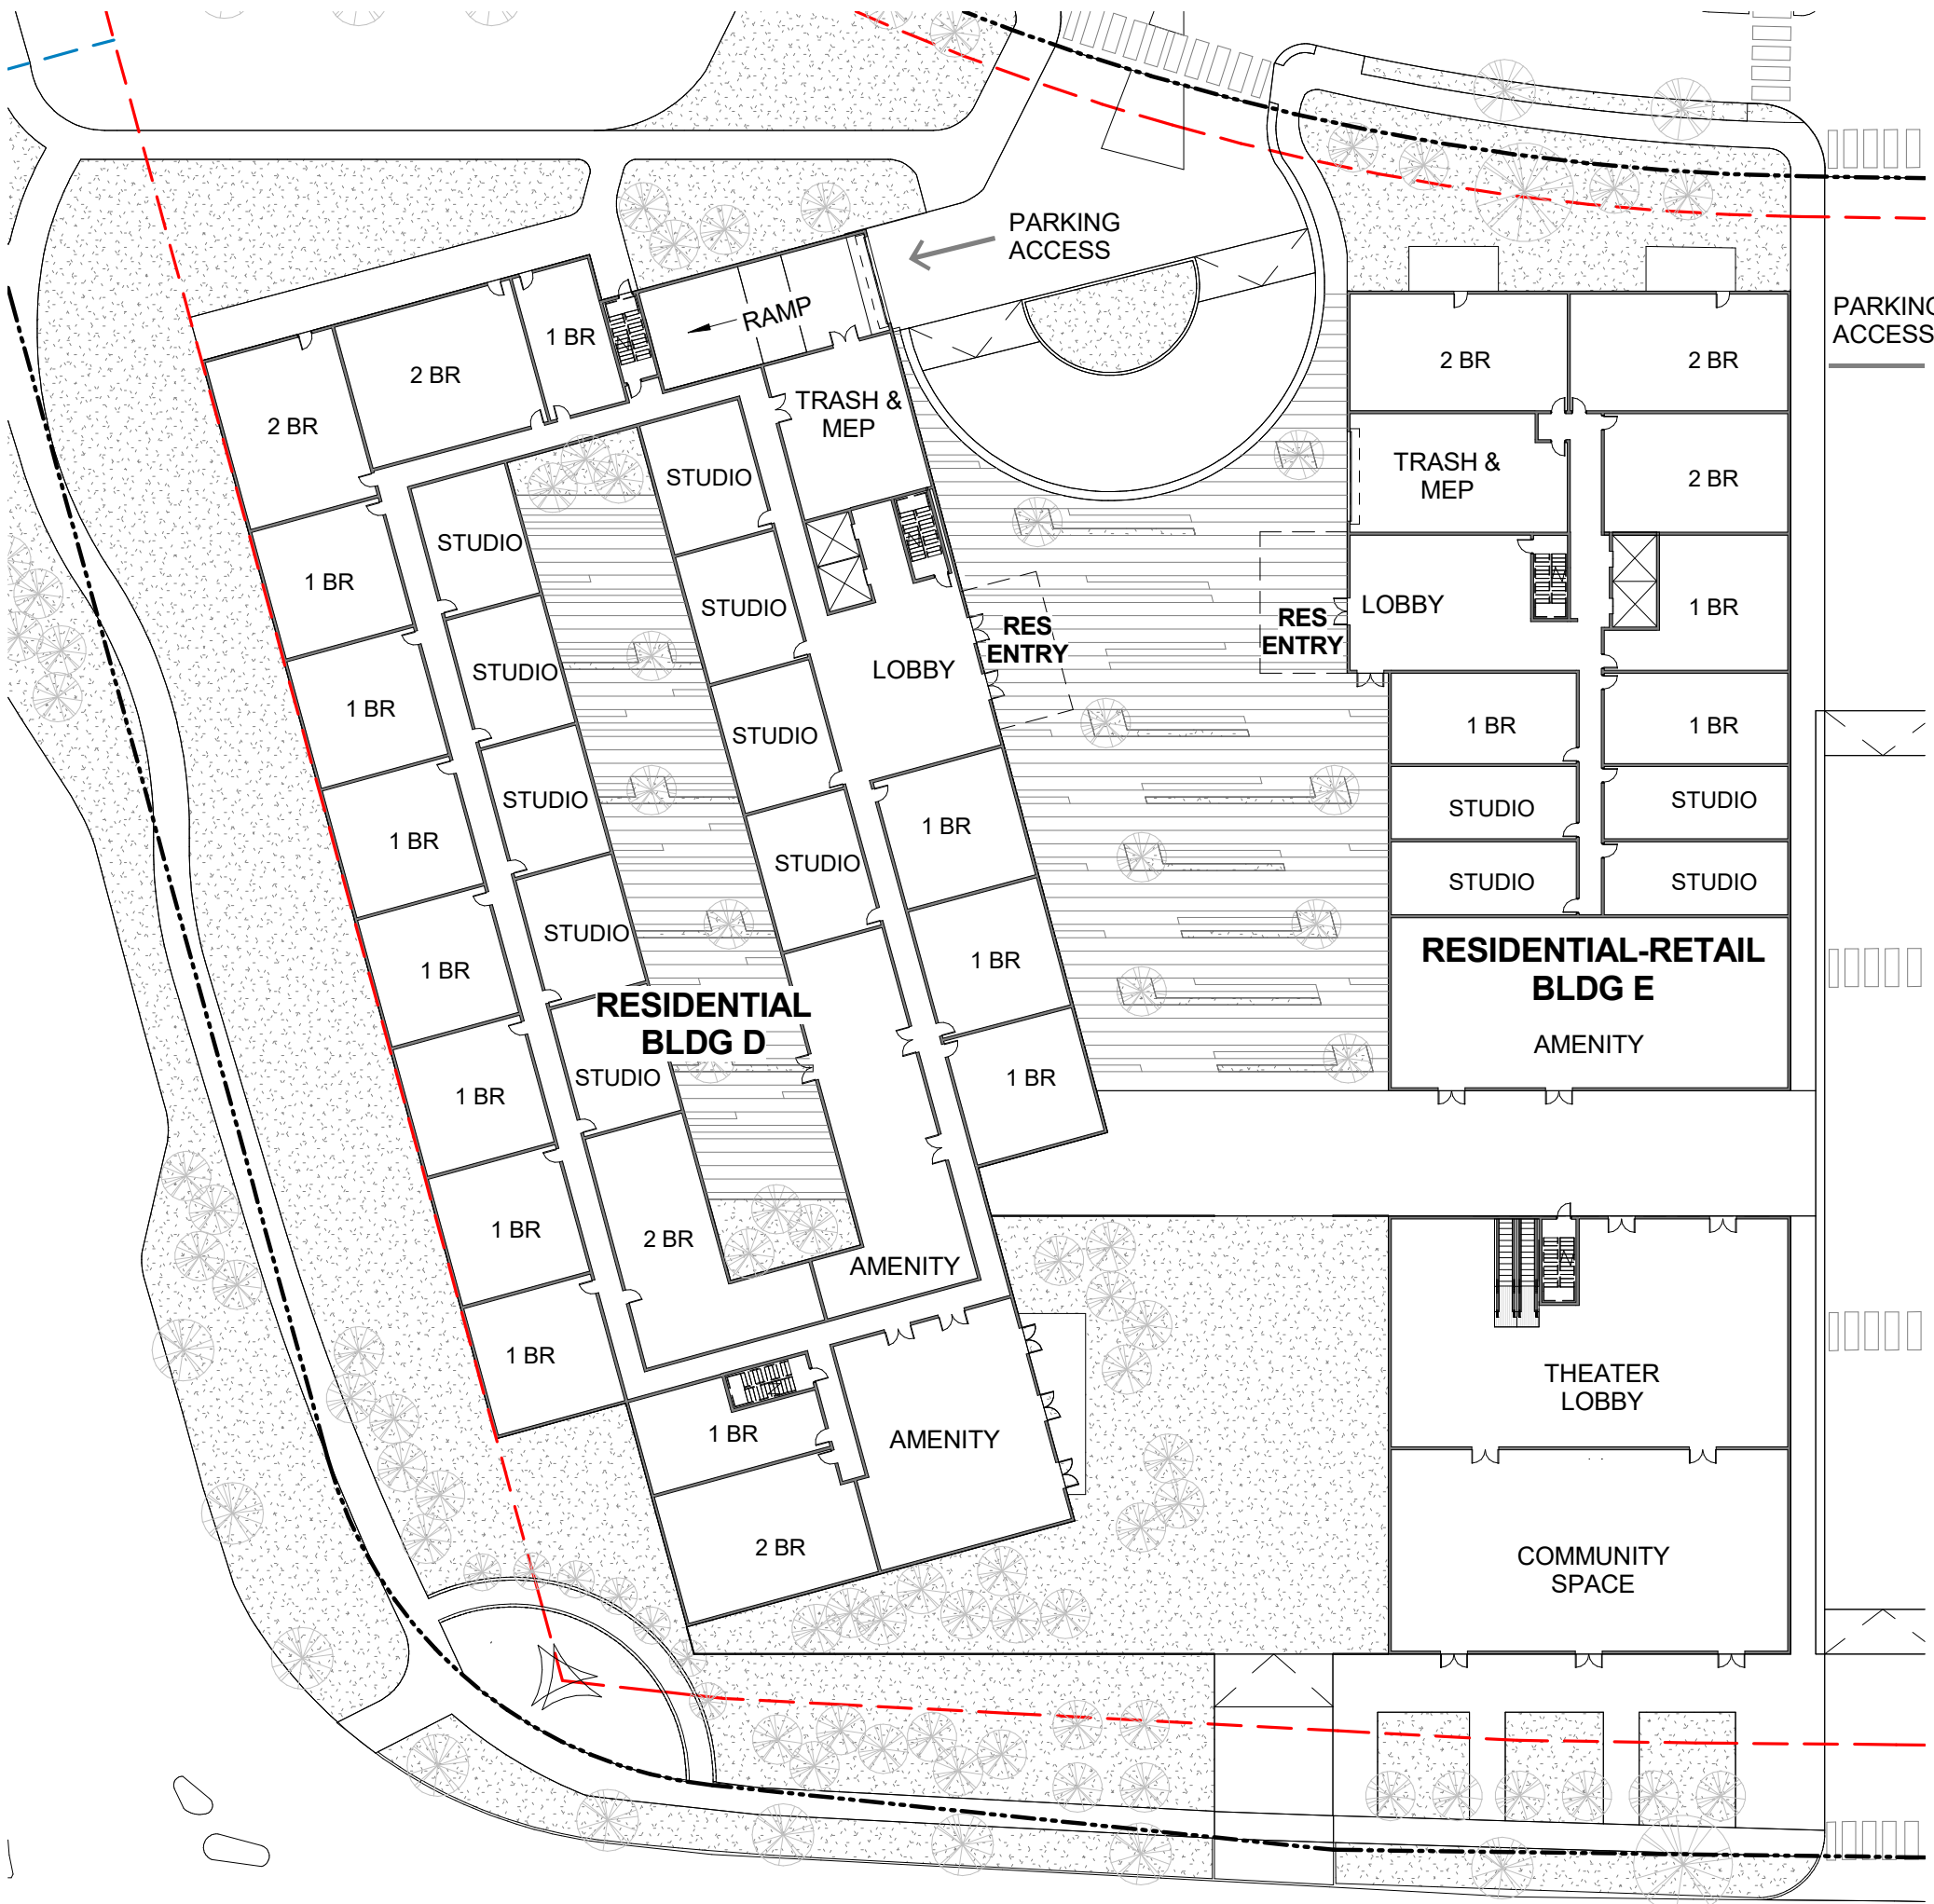 PARKING
ACCESS
RAMP
1 BR
2 BR
2 BR
TRASH &
MEP
STUDIO
STUDIO
1 BR
STUDIO
STUDIO
1 BR
STUDIO
STUDIO
1 BR
STUDIO
STUDIO
1 BR
STUDIO
1 BR
1 BR
1 BR
LOBBY
RES
ENTRY
1 BR
1 BR
1 BR
RESIDENTIAL
BLDG D
2 BR
AMENITY
1 BR
AMENITY
2 BR
PARKING
ACCESS
2 BR
2 BR
TRASH &
MEP
2 BR
RES
ENTRY
LOBBY
1 BR
1 BR
1 BR
STUDIO
STUDIO
STUDIO
STUDIO
RESIDENTIAL-RETAIL
BLDG E
AMENITY
THEATER
LOBBY
COMMUNITY
SPACE